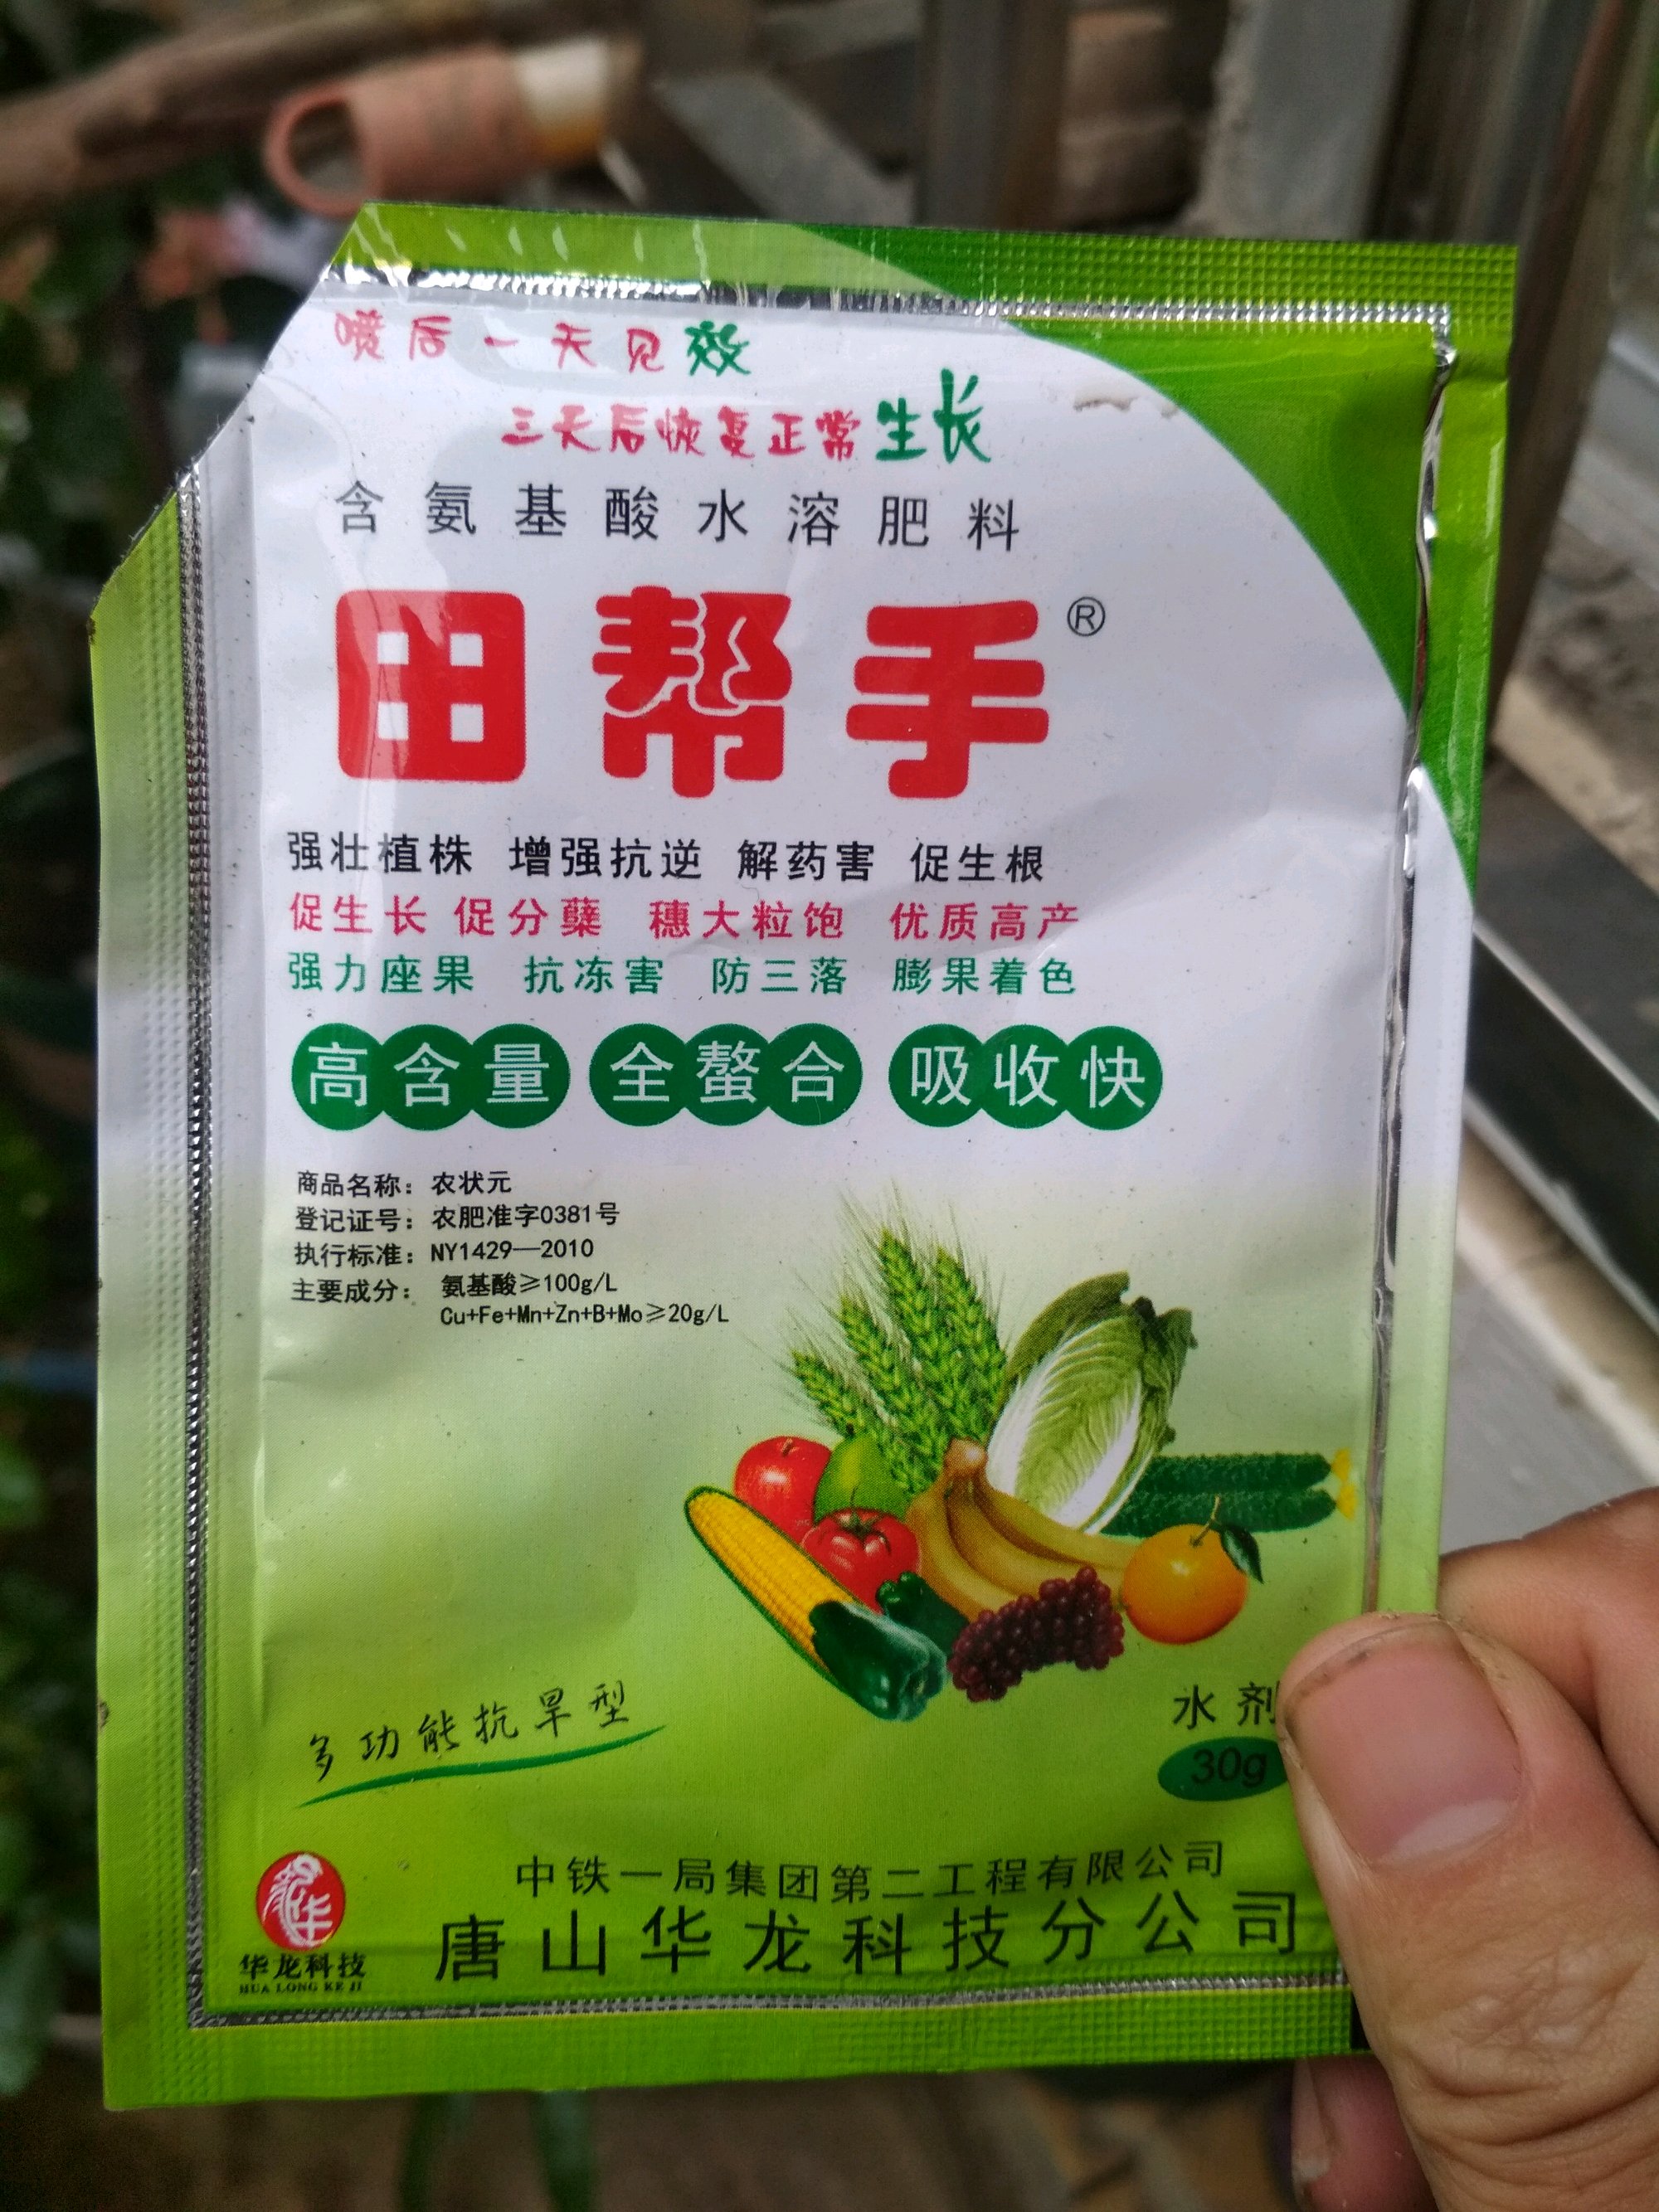 喷后一天见效
三天后恢复正常生长
含氨基酸水溶肥料
田帮手®
强壮植株 增强抗逆 解药害 促生根
促生长 促分蘖 穗大粒饱 优质高产
强力座果 抗冻害 防三落 膨果着色
高含量 全螯合 吸收快
商品名称：农状元
登记证号：农肥准字0381号
执行标准：NY1429—2010
主要成分：氨基酸≥100g/L
Cu+Fe+Mn+Zn+B+Mo≥20g/L
多功能抗旱型
水剂
30g
中铁一局集团第二工程有限公司
唐山华龙科技分公司
华龙科技
HUA LONG KE JI